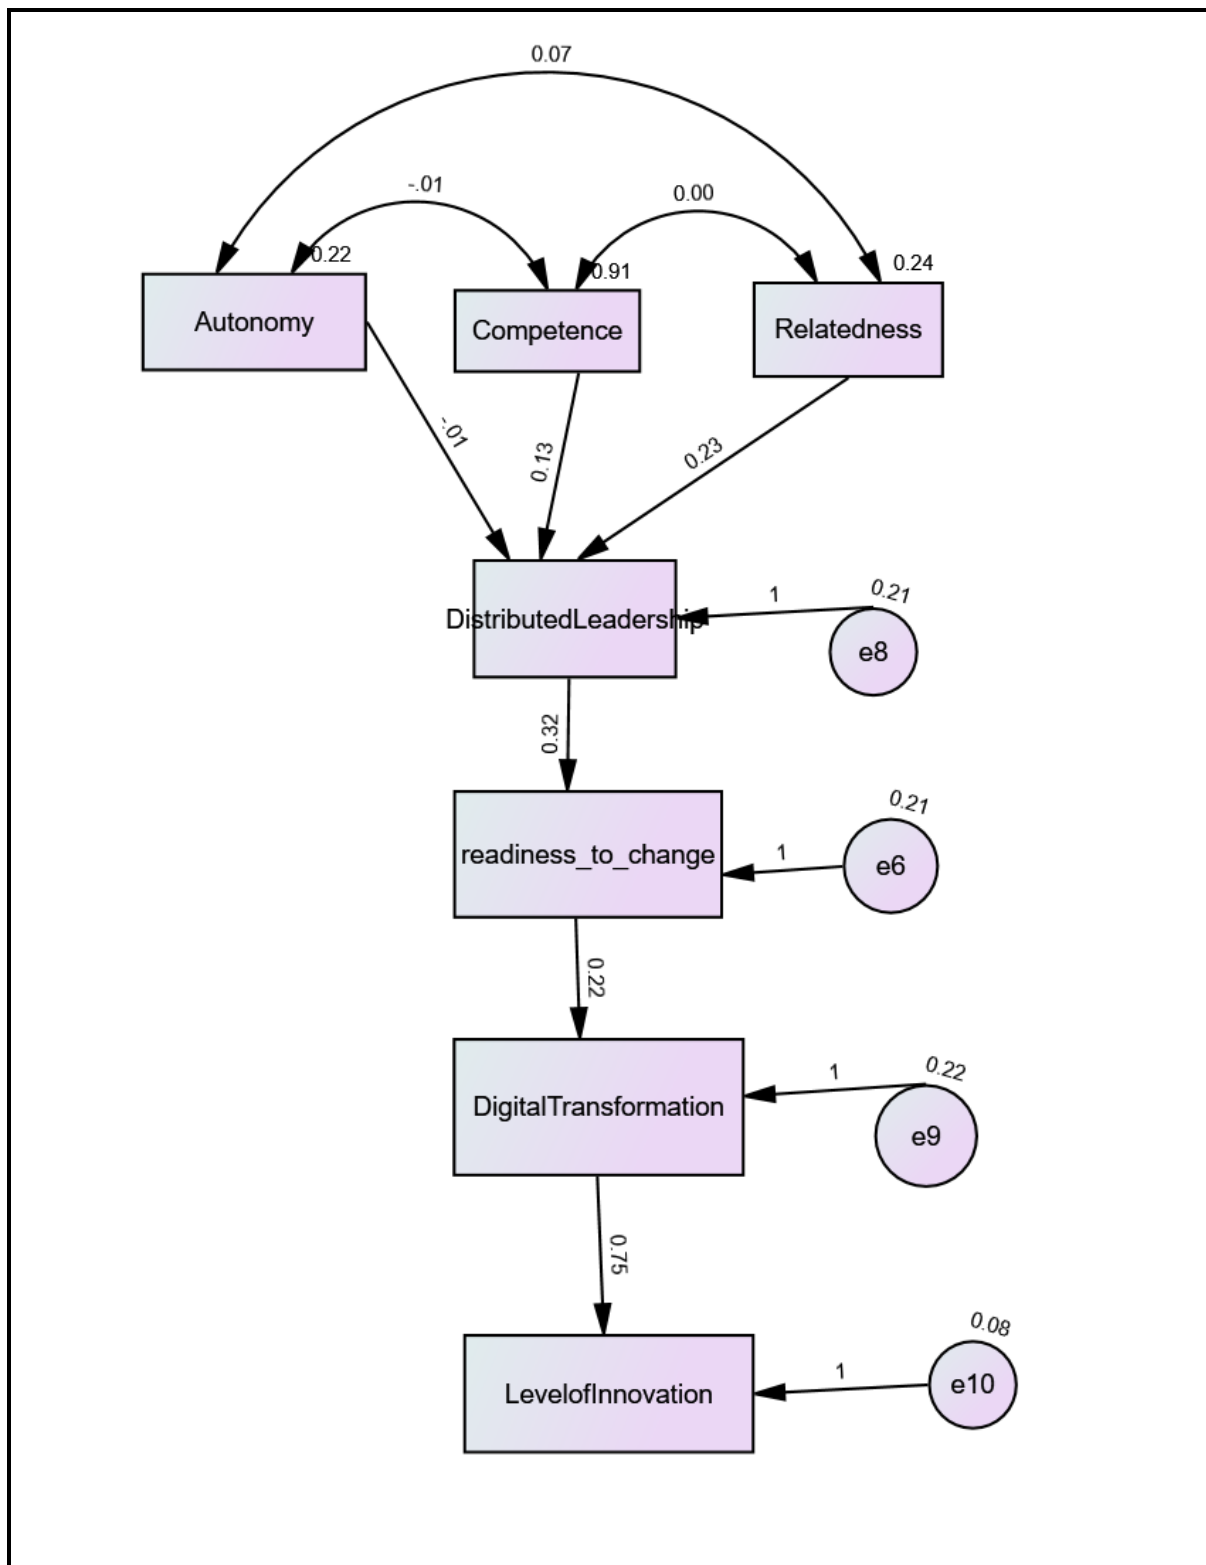 0.07
-.01
0.00
0.22
0.91
0.24
Autonomy
Competence
Relatedness
-.01
0.13
0.23
DistributedLeadership
1
0.21
e8
0.32
readiness_to_change
1
0.21
e6
0.22
DigitalTransformation
1
0.22
e9
0.75
LevelofInnovation
1
0.08
e10